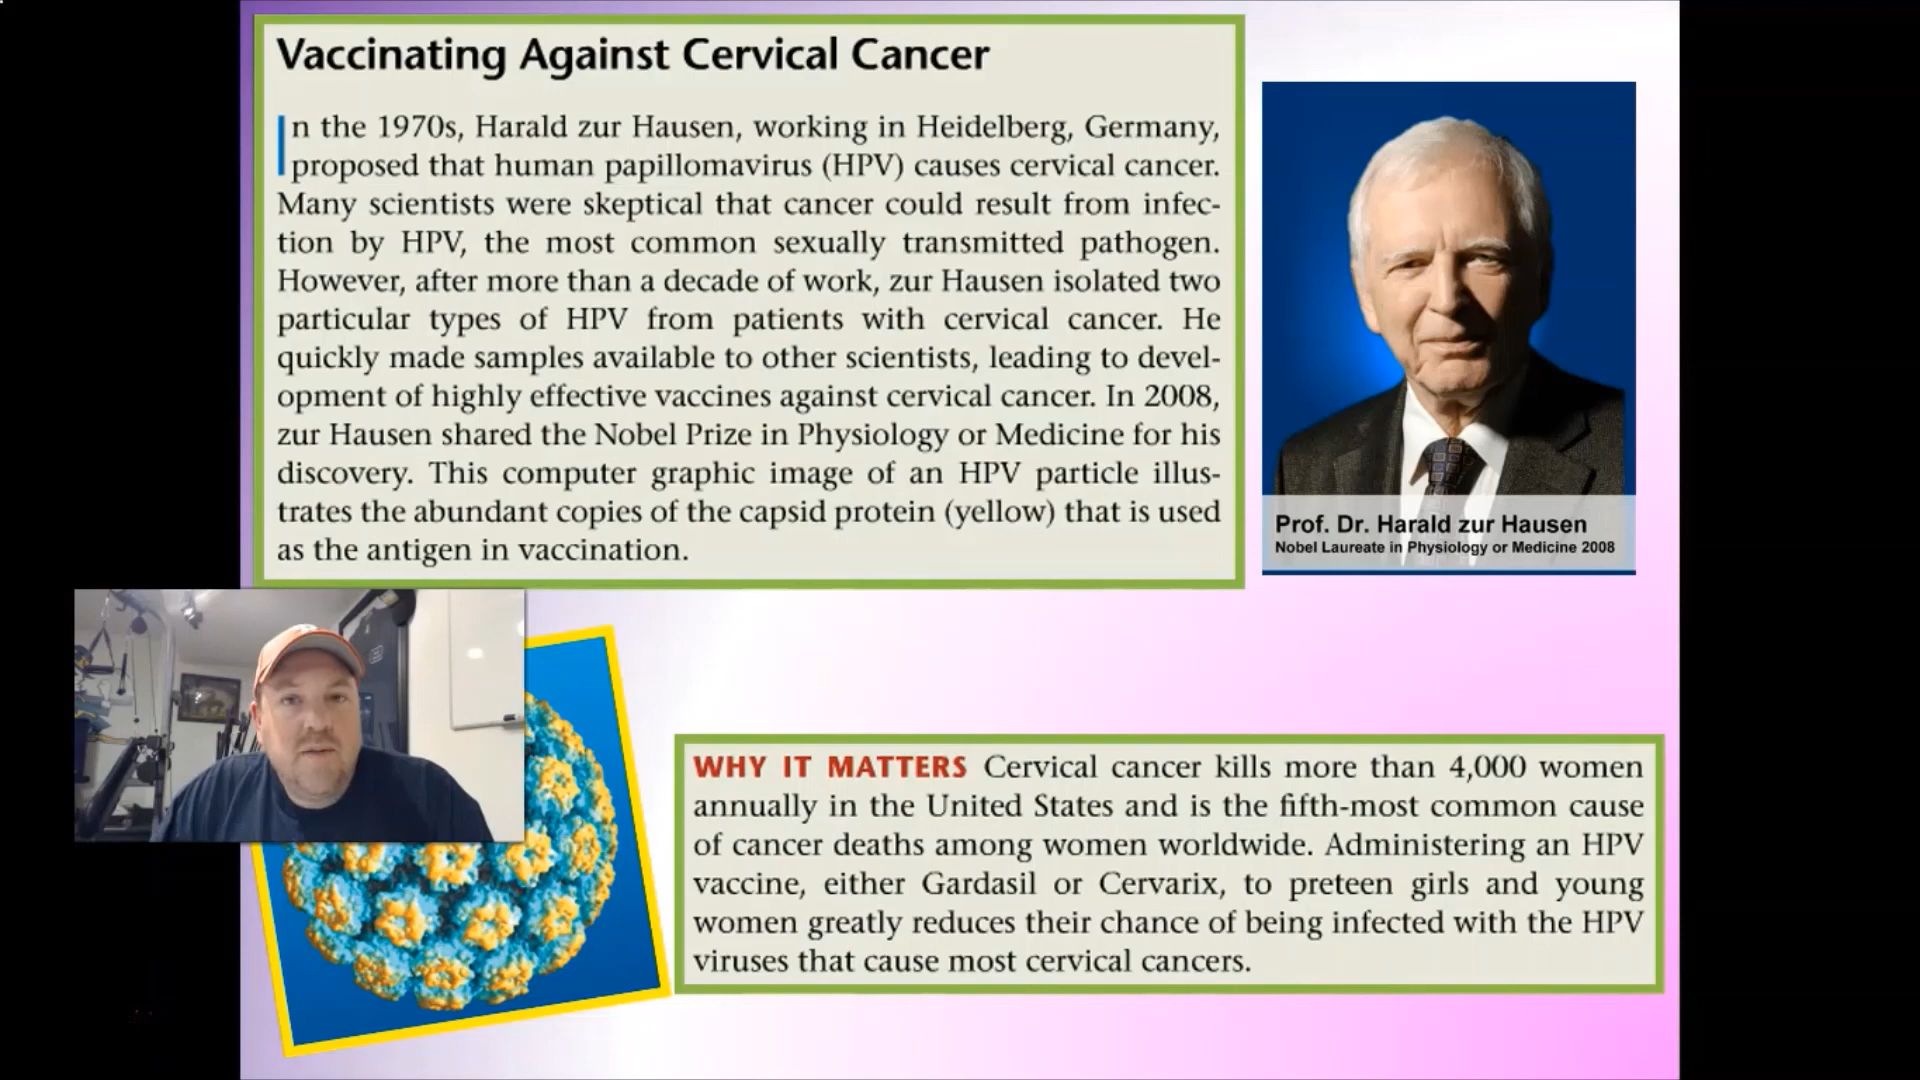 Vaccinating Against Cervical Cancer
In the 1970s, Harald zur Hausen, working in Heidelberg, Germany,
proposed that human papillomavirus (HPV) causes cervical cancer.
Many scientists were skeptical that cancer could result from infec-
tion by HPV, the most common sexually transmitted pathogen.
However, after more than a decade of work, zur Hausen isolated two
particular types of HPV from patients with cervical cancer. He
quickly made samples available to other scientists, leading to devel-
opment of highly effective vaccines against cervical cancer. In 2008,
zur Hausen shared the Nobel Prize in Physiology or Medicine for his
discovery. This computer graphic image of an HPV particle illus-
trates the abundant copies of the capsid protein (yellow) that is used
as the antigen in vaccination.
Prof. Dr. Harald zur Hausen
Nobel Laureate in Physiology or Medicine 2008
WHY IT MATTERS Cervical cancer kills more than 4,000 women
annually in the United States and is the fifth-most common cause
of cancer deaths among women worldwide. Administering an HPV
vaccine, either Gardasil or Cervarix, to preteen girls and young
women greatly reduces their chance of being infected with the HPV
viruses that cause most cervical cancers.